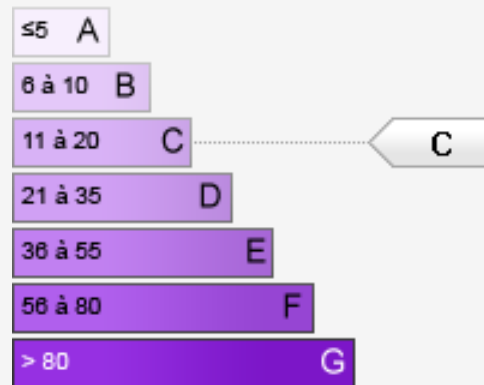 ≤5 A
6 à 10 B
11 à 20 C
C
21 à 35 D
36 à 55 E
56 à 80 F
> 80 G